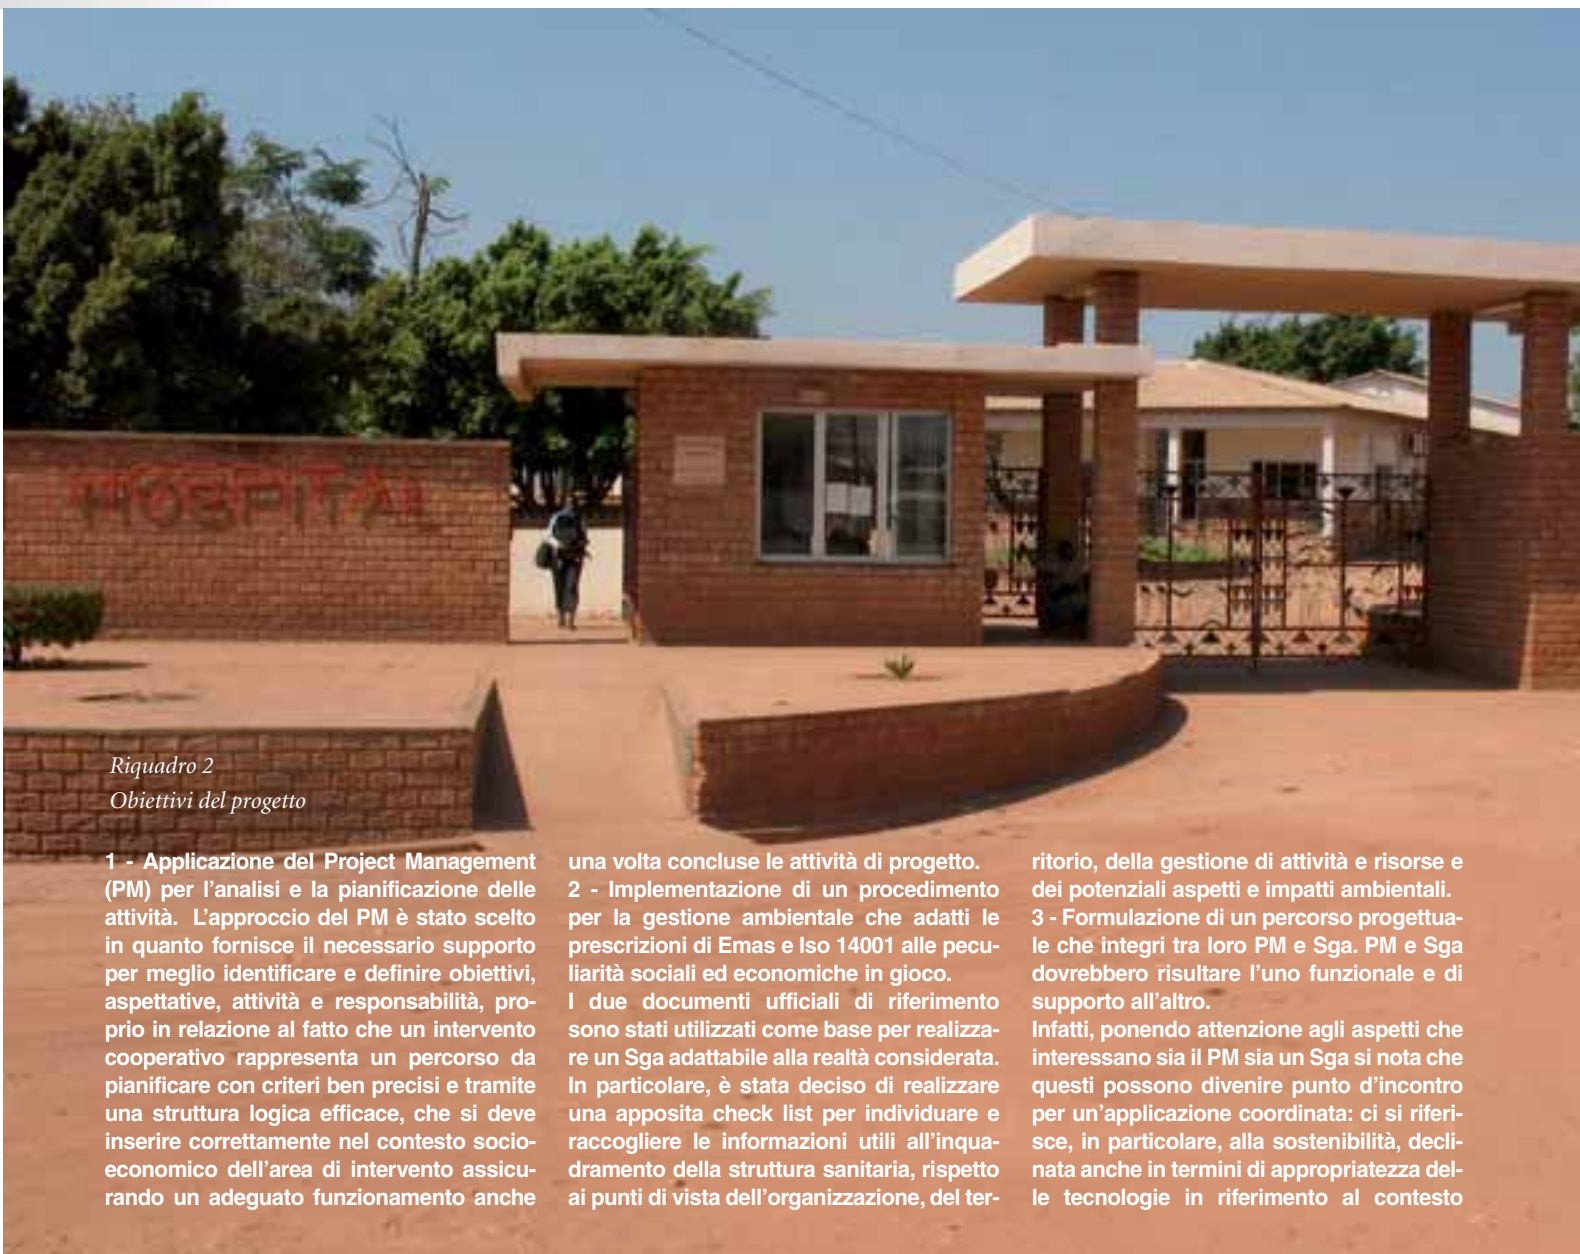 HOSPITAL
Riquadro 2
Obiettivi del progetto
1 - Applicazione del Project Management
(PM) per l'analisi e la pianificazione delle
attività. L'approccio del PM è stato scelto
in quanto fornisce il necessario supporto
per meglio identificare e definire obiettivi,
aspettative, attività e responsabilità, pro-
prio in relazione al fatto che un intervento
cooperativo rappresenta un percorso da
pianificare con criteri ben precisi e tramite
una struttura logica efficace, che si deve
inserire correttamente nel contesto socio-
economico dell'area di intervento assicu-
rando un adeguato funzionamento anche
una volta concluse le attività di progetto.
2 - Implementazione di un procedimento
per la gestione ambientale che adatti le
prescrizioni di Emas e Iso 14001 alle pecu-
liarità sociali ed economiche in gioco.
I due documenti ufficiali di riferimento
sono stati utilizzati come base per realizza-
re un Sga adattabile alla realtà considerata.
In particolare, è stata deciso di realizzare
una apposita check list per individuare e
raccogliere le informazioni utili all'inqua-
dramento della struttura sanitaria, rispetto
ai punti di vista dell'organizzazione, del ter-
ritorio, della gestione di attività e risorse e
dei potenziali aspetti e impatti ambientali.
3 - Formulazione di un percorso progettua-
le che integri tra loro PM e Sga. PM e Sga
dovrebbero risultare l'uno funzionale e di
supporto all'altro.
Infatti, ponendo attenzione agli aspetti che
interessano sia il PM sia un Sga si nota che
questi possono divenire punto d'incontro
per un'applicazione coordinata: ci si riferi-
sce, in particolare, alla sostenibilità, decli-
nata anche in termini di appropriatezza del-
le tecnologie in riferimento al contesto